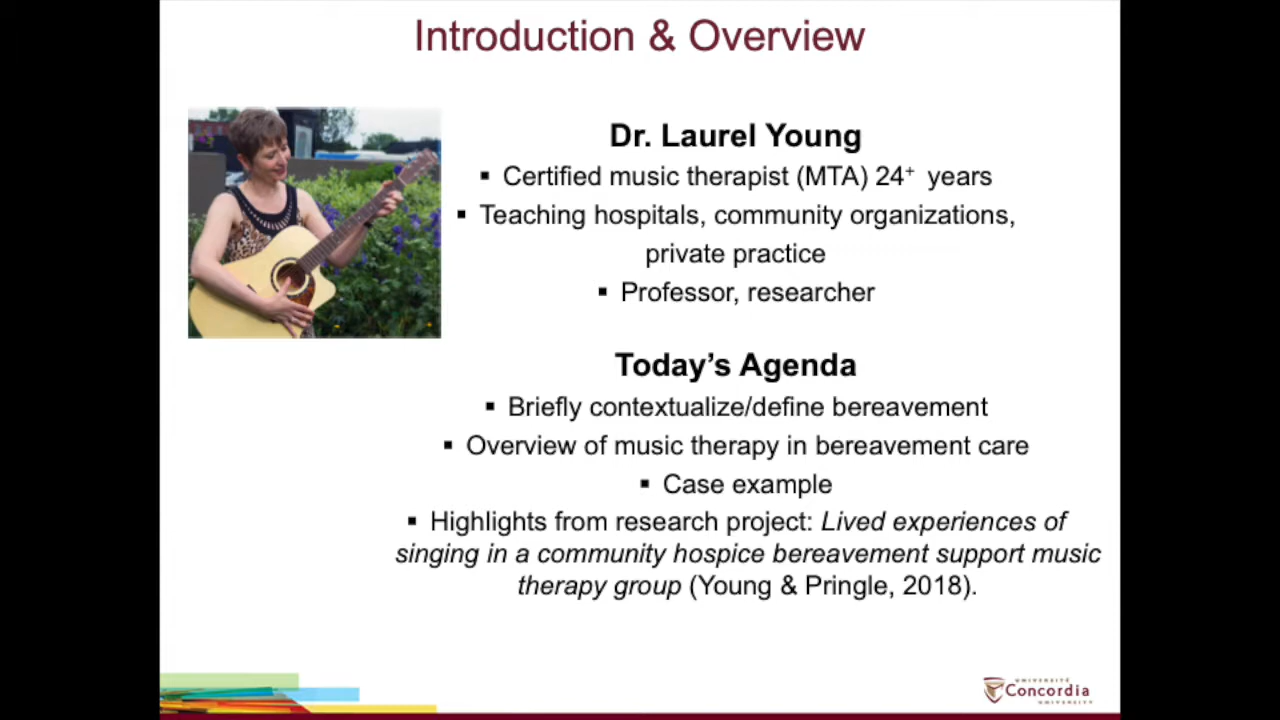 Introduction & Overview
Dr. Laurel Young
▪ Certified music therapist (MTA) 24⁺ years
▪ Teaching hospitals, community organizations,
private practice
▪ Professor, researcher
Today’s Agenda
▪ Briefly contextualize/define bereavement
▪ Overview of music therapy in bereavement care
▪ Case example
▪ Highlights from research project: Lived experiences of
singing in a community hospice bereavement support music
therapy group (Young & Pringle, 2018).
UNIVERSITÉ
Concordia
UNIVERSITY